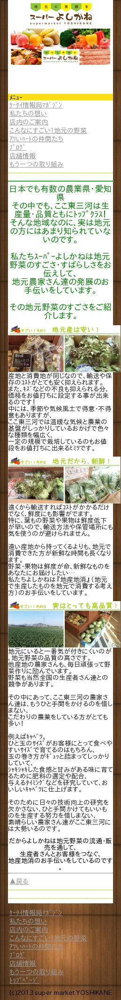 地元に笑顔を
スーパーよしかね
supermarket YOSHIKANE
地元に笑顔を
スーパーよしかね
ﾒﾆｭｰ
ｹｰﾀｲ情報局ﾏｶﾞｼﾞﾝ
私たちの想い
店内のご案内
こんなにすごい！地元の野菜
ｱﾂいﾊｰﾄの仲間たち
ﾌﾞﾛｸﾞ
店舗情報
もう一つの取り組み
日本でも有数の農業県・愛知
県
その中でも、ここ東三河は生
産量・品質ともにﾄｯﾌﾟｸﾗｽ！
そんな地域なのに、実は地元
の方にはあまり知られていな
いのです。
私たちｽｰﾊﾟｰよしかねは地元
野菜のすごさ・すばらしさをお
伝えして、
地元農家さん達の発展のお
手伝いをしています。
その地元野菜のすごさをご紹
介します。
すごい！その1 地元産は安い！
愛知県
生しいたけ
115円
産地と消費地が同じなので、輸送や保
存のｺｽﾄがとても安く抑えられます。
また、ｷｽﾞなどの不良も抑えられる分、
価格をお値打ちに設定する事が出来
るのです！
中には、季節や気候風土で得意・不得
意もありますが、
ここ東三河では温暖な気候と農業の
基盤がしっかりしているおかげで色々
な種類を幅広く、
一定の規模で栽培しているのもお値
段をお値打ちに出来るﾋﾐﾂです。
すごい！その2 地元だから、新鮮！
ほうれん草
遠くから輸送すればｺｽﾄがかかるだけ
でなく、鮮度にも影響がでます。
特に、葉もの野菜や果物は鮮度低下
が早いので、輸送方法や保管場所にも
気を使うのが避けられません。
遠い産地から持ってくるよりも、地元で
消費できた方が新鮮な時間も長くなり
ます。
野菜・果物は鮮度が命、新鮮なものを
あなたにお届けしたい…
私たちよしかねは『地産地消』（地元
で生産したものを地元で消費する考え
方）のお手伝いをしています。
すごい！その3 実はとっても高品質！
地元にいると一番気が付きにくいのが
、地元野菜の品質の高さです。
他産地の農家さんも、毎日頑張って野
菜作りに励んでいます。
野菜も当然全国の生産者さん達との
競争があります。
その中にあって、ここ東三河の農家さ
ん達は、もうひと手間をかけるのを惜し
まない、
こだわりの農業をしている方がとても
多い！
例えばｷｬﾍﾞﾂ。
ひと玉のｻｲｽﾞがお客様にとって食べや
すいｻｲｽﾞで育てるのはもちろん、
玉の巻き方がｷﾞｭｯと詰まってしっかり
していて、
ｼｬｷｼｬｷした食感と甘みがある味に育て
るために肥料の選定や配合、
与えるﾀｲﾐﾝｸﾞなどを研究していて、お
いしいｷｬﾍﾞﾂに仕上げます。
そのために日々の技術向上の研究を
欠かさない、ひと手間かけてもいいも
のを生産する努力を惜しまない、
素晴らしい農家さん達がここ東三河に
は大勢いるのです。
だからよしかねは地元野菜の流通・販
売を通して、
生産者さんとお客様をつなぐ、
地産地消のお手伝いをしているのです
。
▲戻る
ｹｰﾀｲ情報局ﾏｶﾞｼﾞﾝ
私たちの想い
店内のご案内
こんなにすごい！地元の野菜
ｱﾂいﾊｰﾄの仲間たち
ﾌﾞﾛｸﾞ
店舗情報
もう一つの取り組み
ﾄｯﾌﾟﾍﾟｰｼﾞ
(c)2013 super market YOSHIKANE